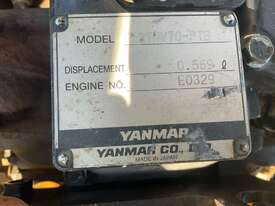 MODEL
DISPLACEMENT 0.569 ℓ
ENGINE NO. E0329
YANMAR
YANMAR CO., LTD.
MADE IN JAPAN